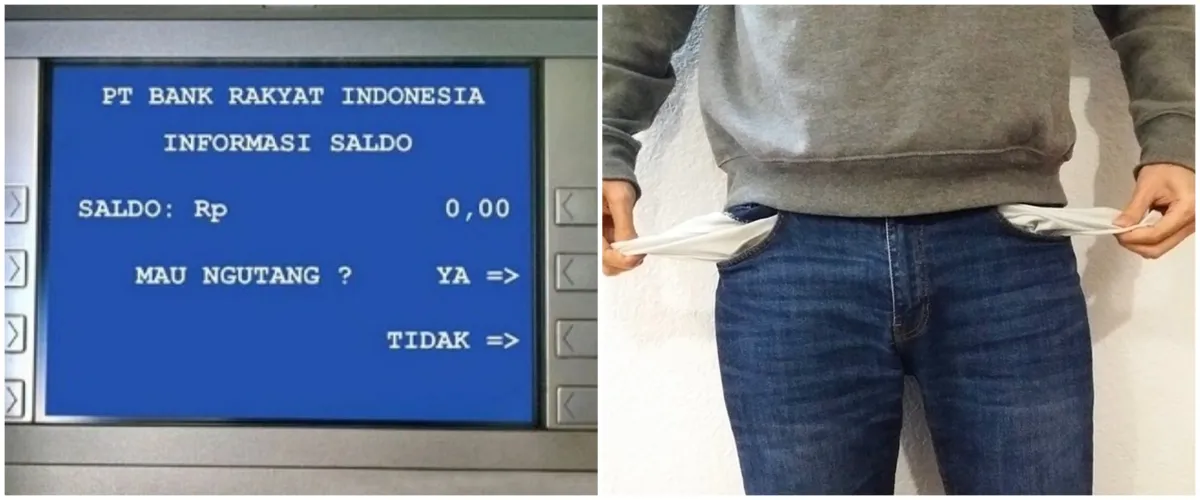 PT BANK RAKYAT INDONESIA
INFORMASI SALDO
SALDO: Rp 0,00
MAU NGUTANG ? YA =>
TIDAK =>